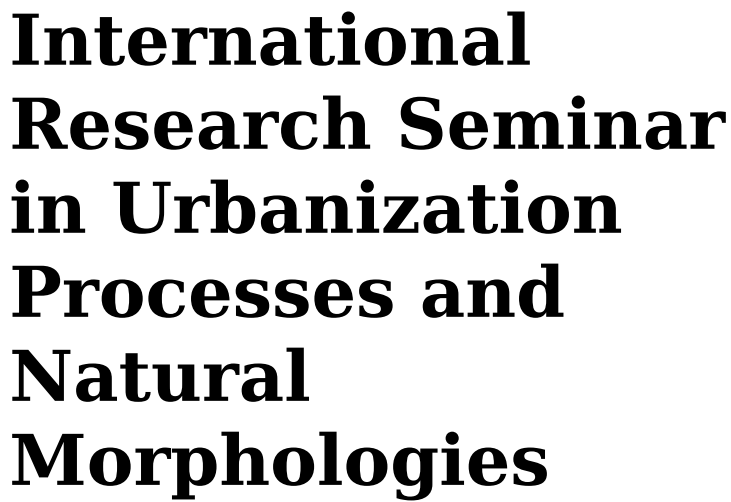 International
Research Seminar
in Urbanization
Processes and
Natural
Morphologies